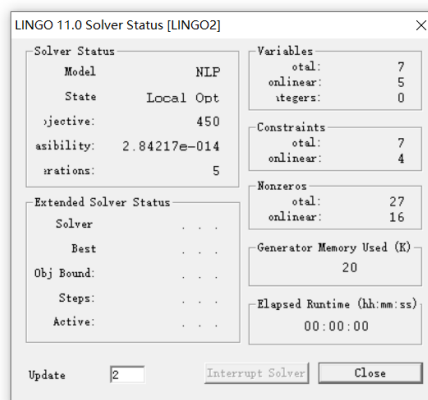 LINGO 11.0 Solver Status [LINGO2]
Solver Status
Model NLP
State Local Opt
ojective: 450
asibility: 2.84217e-014
erations: 5
Extended Solver Status
Solver . . .
Best . . .
Obj Bound: . . .
Steps: . . .
Active: . . .
Variables
otal: 7
onlinear: 5
ntegers: 0
Constraints
otal: 7
onlinear: 4
Nonzeros
otal: 27
onlinear: 16
Generator Memory Used (K)
20
Elapsed Runtime (hh:mm:ss)
00:00:00
Update 2 Interrupt Solver Close